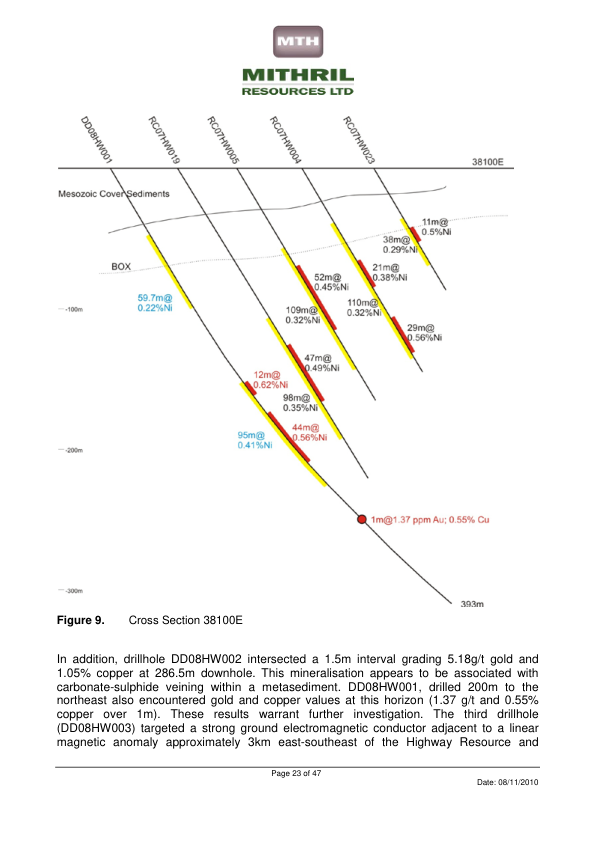 MTH
MITHRIL
RESOURCES LTD
DD08HW001
RC07HW019
RC07HW005
RC07HW004
RC07HW023
38100E
Mesozoic Cover Sediments
11m@
0.5%Ni
38m@
0.29%Ni
BOX
21m@
0.38%Ni
52m@
0.45%Ni
59.7m@
0.22%Ni
110m@
0.32%Ni
109m@
0.32%Ni
-100m
29m@
0.56%Ni
47m@
0.49%Ni
12m@
0.62%Ni
98m@
0.35%Ni
44m@
0.56%Ni
95m@
0.41%Ni
-200m
1m@1.37 ppm Au; 0.55% Cu
-300m
393m
Figure 9. Cross Section 38100E
In addition, drillhole DD08HW002 intersected a 1.5m interval grading 5.18g/t gold and
1.05% copper at 286.5m downhole. This mineralisation appears to be associated with
carbonate-sulphide veining within a metasediment. DD08HW001, drilled 200m to the
northeast also encountered gold and copper values at this horizon (1.37 g/t and 0.55%
copper over 1m). These results warrant further investigation. The third drillhole
(DD08HW003) targeted a strong ground electromagnetic conductor adjacent to a linear
magnetic anomaly approximately 3km east-southeast of the Highway Resource and
Page 23 of 47
Date: 08/11/2010